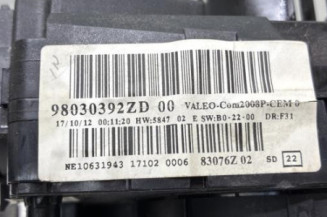 98030392ZD 00 VALEO-Com2008P-CEM 0
17/10/12 00:11:20 HW:5847 02 E SW:B0-22-00 DR:F31
NE10631943 17102 0006 83076Z 02 SD 22